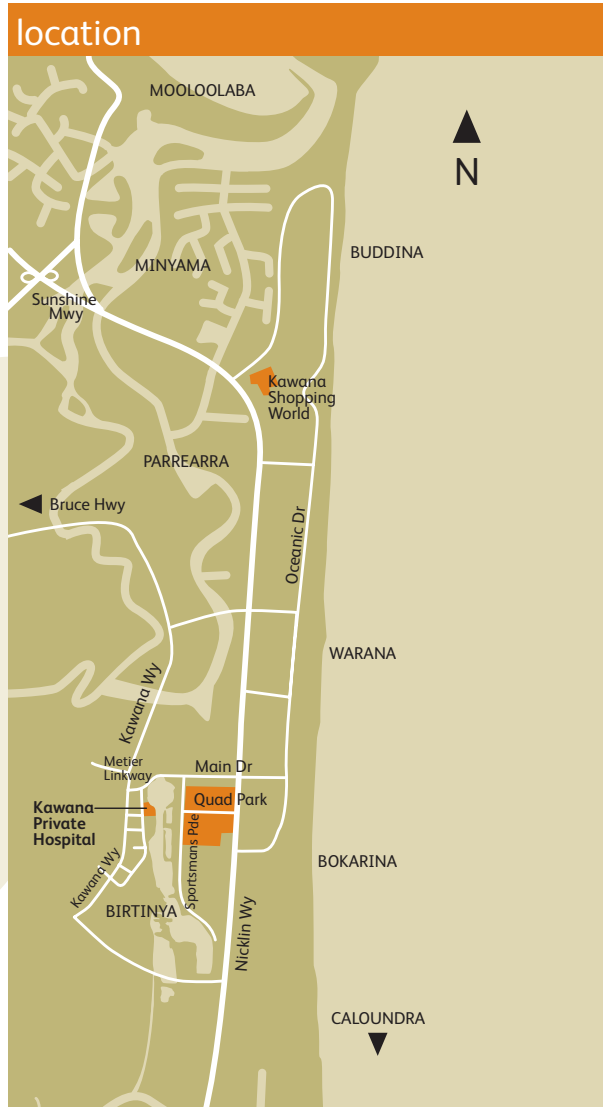 location
MOOLOOLABA
N
BUDDINA
MINYAMA
Sunshine
Mwy
Kawana
Shopping
World
PARREARRA
Bruce Hwy
Oceanic Dr
WARANA
Kawana Wy
Metier
Linkway
Main Dr
Kawana
Private
Hospital
Quad Park
Sportsmans Pde
Kawana Wy
BOKARINA
BIRTINYA
Nicklin Wy
CALOUNDRA